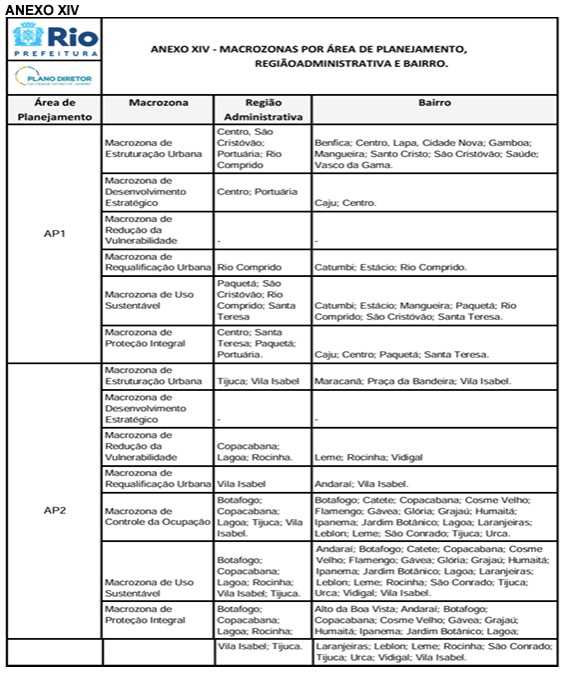 ANEXO XIV
Rio
PREFEITURA
PLANO DIRETOR
ANEXO XIV - MACROZONAS POR ÁREA DE PLANEJAMENTO,
REGIÃOADMINISTRATIVA E BAIRRO.
Área de Planejamento Macrozona Região Administrativa Bairro
AP1
Macrozona de
Estruturação Urbana
Centro, São
Cristóvão;
Portuária; Rio
Comprido
Benfica; Centro, Lapa, Cidade Nova; Gamboa;
Mangueira; Santo Cristo; São Cristóvão; Saúde;
Vasco da Gama.
Macrozona de
Desenvolvimento
Estratégico
Centro; Portuária
Caju; Centro.
Macrozona de
Redução da
Vulnerabilidade
-
-
Macrozona de
Requalificação Urbana
Rio Comprido
Catumbi; Estácio; Rio Comprido.
Macrozona de Uso
Sustentável
Paquetá; São
Cristóvão; Rio
Comprido; Santa
Teresa
Catumbi; Estácio; Mangueira; Paquetá; Rio
Comprido; São Cristóvão; Santa Teresa.
Macrozona de
Proteção Integral
Centro; Santa
Teresa; Paquetá;
Portuária.
Caju; Centro; Paquetá; Santa Teresa.
AP2
Macrozona de
Estruturação Urbana
Tijuca; Vila Isabel
Maracanã; Praça da Bandeira; Vila Isabel.
Macrozona de
Desenvolvimento
Estratégico
-
-
Macrozona de
Redução da
Vulnerabilidade
Copacabana;
Lagoa; Rocinha.
Leme; Rocinha; Vidigal
Macrozona de
Requalificação Urbana
Vila Isabel
Andaraí; Vila Isabel.
Macrozona de
Controle da Ocupação
Botafogo;
Copacabana;
Lagoa; Tijuca; Vila
Isabel.
Botafogo; Catete; Copacabana; Cosme Velho;
Flamengo; Gávea; Glória; Grajaú; Humaitá;
Ipanema; Jardim Botânico; Lagoa; Laranjeiras;
Leblon; Leme; São Conrado; Tijuca; Urca.
Macrozona de Uso
Sustentável
Botafogo;
Copacabana;
Lagoa; Rocinha;
Vila Isabel; Tijuca.
Andaraí; Botafogo; Catete; Copacabana; Cosme
Velho; Flamengo; Gávea; Glória; Grajaú; Humaitá;
Ipanema; Jardim Botânico; Lagoa; Laranjeiras;
Leblon; Leme; Rocinha; São Conrado; Tijuca;
Urca; Vidigal; Vila Isabel.
Macrozona de
Proteção Integral
Botafogo;
Copacabana;
Lagoa; Rocinha;
Alto da Boa Vista; Andaraí; Botafogo;
Copacabana; Cosme Velho; Gávea; Grajaú;
Humaitá; Ipanema; Jardim Botânico; Lagoa;
Vila Isabel; Tijuca.
Laranjeiras; Leblon; Leme; Rocinha; São Conrado;
Tijuca; Urca; Vidigal; Vila Isabel.